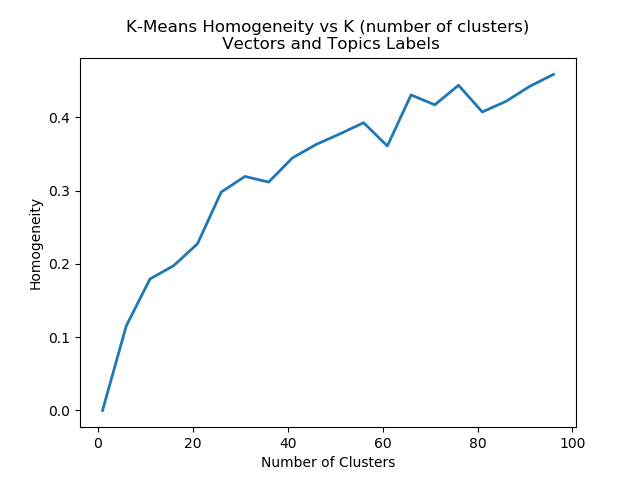 K-Means Homogeneity vs K (number of clusters)
Vectors and Topics Labels
Homogeneity
0.4
0.3
0.2
0.1
0.0
0 20 40 60 80 100
Number of Clusters